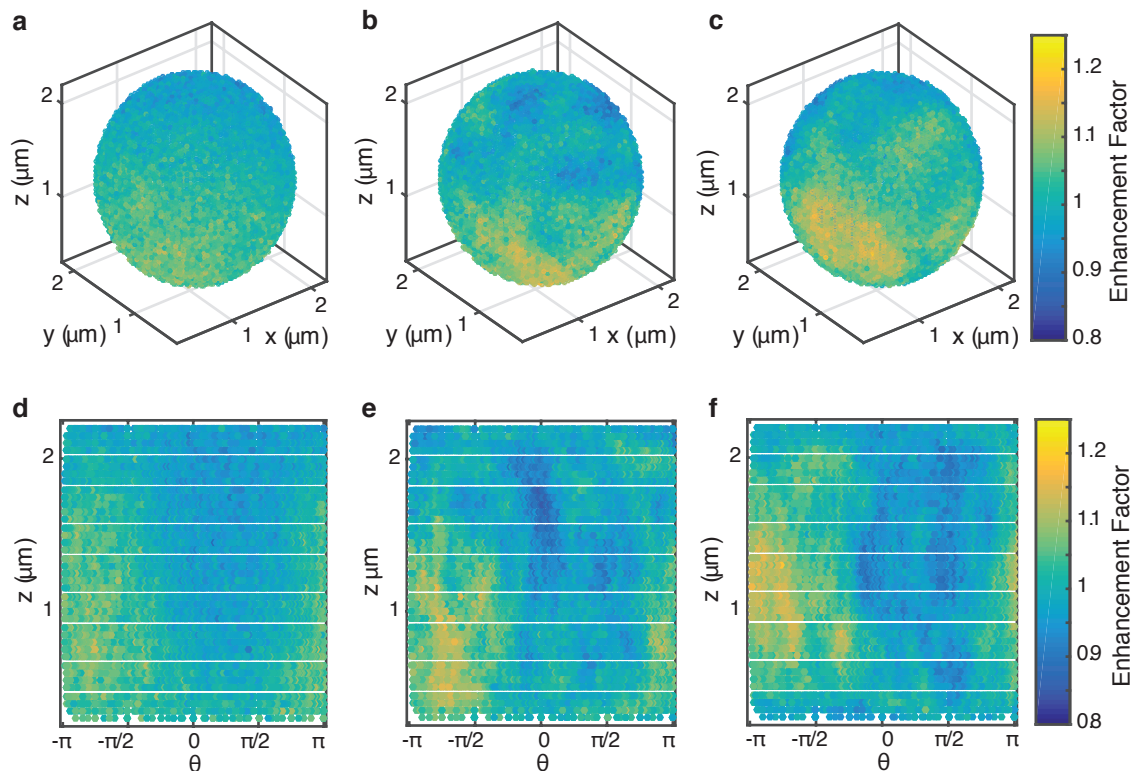 a
b
c
2
1
z (µm)
2
1
y (µm)
1
2
x (µm)
2
1
z (µm)
2
1
y (µm)
1
2
x (µm)
2
1
z (µm)
2
1
y (µm)
1
2
x (µm)
1.2
1.1
1
0.9
0.8
Enhancement Factor
d
e
f
2
1
z (µm)
-π
-π/2
0
π/2
π
θ
2
1
z µm
-π
-π/2
0
π/2
π
θ
2
1
z (µm)
-π
-π/2
0
π/2
π
θ
1.2
1.1
1
09
0.8
Enhancement Factor